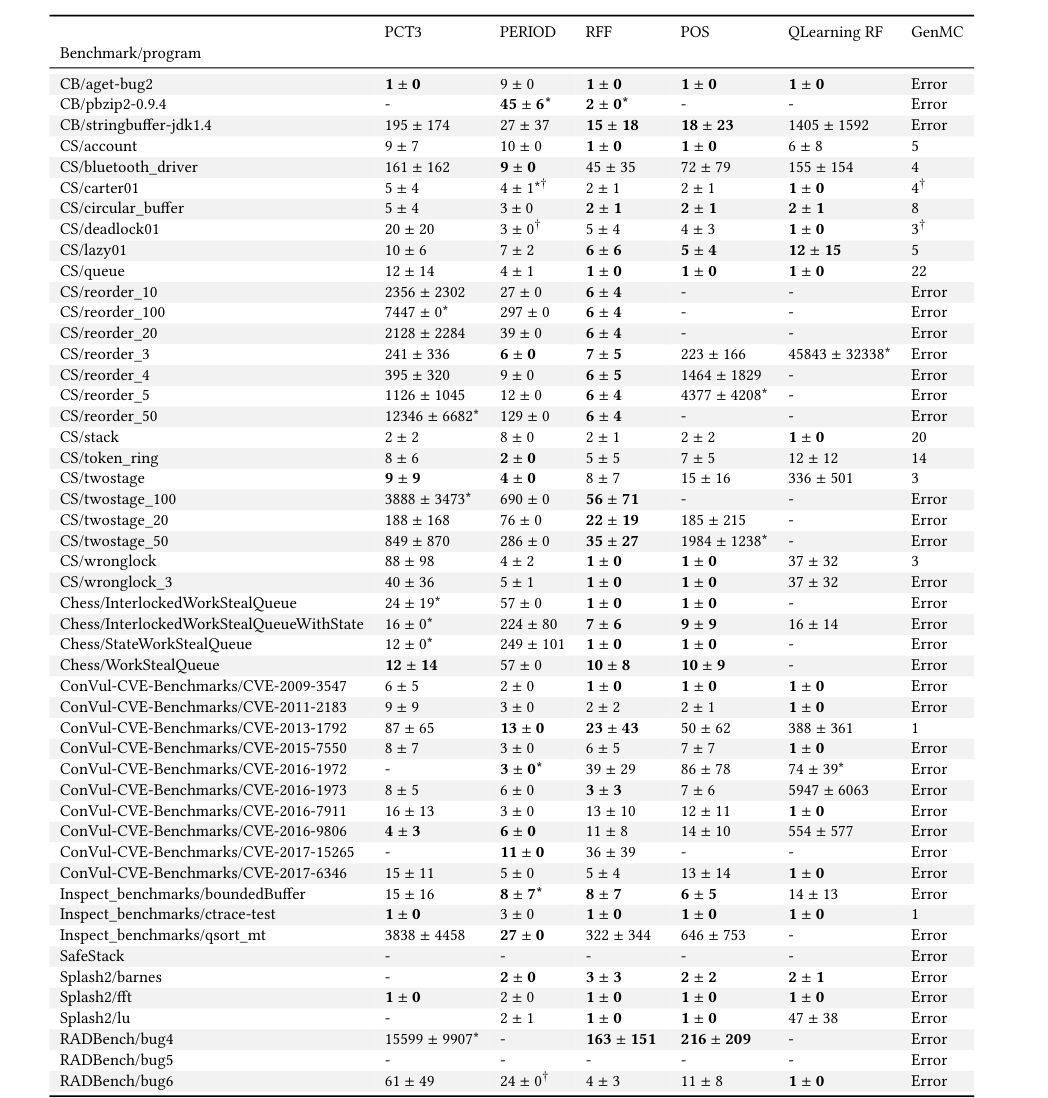 PCT3 PERIOD RFF POS QLearning RF GenMC
Benchmark/program
CB/aget-bug2 1 ± 0 9 ± 0 1 ± 0 1 ± 0 1 ± 0 Error
CB/pbzip2-0.9.4 - 45 ± 6* 2 ± 0* - - Error
CB/stringbuffer-jdk1.4 195 ± 174 27 ± 37 15 ± 18 18 ± 23 1405 ± 1592 Error
CS/account 9 ± 7 10 ± 0 1 ± 0 1 ± 0 6 ± 8 5
CS/bluetooth_driver 161 ± 162 9 ± 0 45 ± 35 72 ± 79 155 ± 154 4
CS/carter01 5 ± 4 4 ± 1*† 2 ± 1 2 ± 1 1 ± 0 4†
CS/circular_buffer 5 ± 4 3 ± 0 2 ± 1 2 ± 1 2 ± 1 8
CS/deadlock01 20 ± 20 3 ± 0† 5 ± 4 4 ± 3 1 ± 0 3†
CS/lazy01 10 ± 6 7 ± 2 6 ± 6 5 ± 4 12 ± 15 5
CS/queue 12 ± 14 4 ± 1 1 ± 0 1 ± 0 1 ± 0 22
CS/reorder_10 2356 ± 2302 27 ± 0 6 ± 4 - - Error
CS/reorder_100 7447 ± 0* 297 ± 0 6 ± 4 - - Error
CS/reorder_20 2128 ± 2284 39 ± 0 6 ± 4 - - Error
CS/reorder_3 241 ± 336 6 ± 0 7 ± 5 223 ± 166 45843 ± 32338* Error
CS/reorder_4 395 ± 320 9 ± 0 6 ± 5 1464 ± 1829 - Error
CS/reorder_5 1126 ± 1045 12 ± 0 6 ± 4 4377 ± 4208* - Error
CS/reorder_50 12346 ± 6682* 129 ± 0 6 ± 4 - - Error
CS/stack 2 ± 2 8 ± 0 2 ± 1 2 ± 2 1 ± 0 20
CS/token_ring 8 ± 6 2 ± 0 5 ± 5 7 ± 5 12 ± 12 14
CS/twostage 9 ± 9 4 ± 0 8 ± 7 15 ± 16 336 ± 501 3
CS/twostage_100 3888 ± 3473* 690 ± 0 56 ± 71 - - Error
CS/twostage_20 188 ± 168 76 ± 0 22 ± 19 185 ± 215 - Error
CS/twostage_50 849 ± 870 286 ± 0 35 ± 27 1984 ± 1238* - Error
CS/wronglock 88 ± 98 4 ± 2 1 ± 0 1 ± 0 37 ± 32 3
CS/wronglock_3 40 ± 36 5 ± 1 1 ± 0 1 ± 0 37 ± 32 Error
Chess/InterlockedWorkStealQueue 24 ± 19* 57 ± 0 1 ± 0 1 ± 0 - Error
Chess/InterlockedWorkStealQueueWithState 16 ± 0* 224 ± 80 7 ± 6 9 ± 9 16 ± 14 Error
Chess/StateWorkStealQueue 12 ± 0* 249 ± 101 1 ± 0 1 ± 0 - Error
Chess/WorkStealQueue 12 ± 14 57 ± 0 10 ± 8 10 ± 9 - Error
ConVul-CVE-Benchmarks/CVE-2009-3547 6 ± 5 2 ± 0 1 ± 0 1 ± 0 1 ± 0 Error
ConVul-CVE-Benchmarks/CVE-2011-2183 9 ± 9 3 ± 0 2 ± 2 2 ± 1 1 ± 0 Error
ConVul-CVE-Benchmarks/CVE-2013-1792 87 ± 65 13 ± 0 23 ± 43 50 ± 62 388 ± 361 1
ConVul-CVE-Benchmarks/CVE-2015-7550 8 ± 7 3 ± 0 6 ± 5 7 ± 7 1 ± 0 Error
ConVul-CVE-Benchmarks/CVE-2016-1972 - 3 ± 0* 39 ± 29 86 ± 78 74 ± 39* Error
ConVul-CVE-Benchmarks/CVE-2016-1973 8 ± 5 6 ± 0 3 ± 3 7 ± 6 5947 ± 6063 Error
ConVul-CVE-Benchmarks/CVE-2016-7911 16 ± 13 3 ± 0 13 ± 10 12 ± 11 1 ± 0 Error
ConVul-CVE-Benchmarks/CVE-2016-9806 4 ± 3 6 ± 0 11 ± 8 14 ± 10 554 ± 577 Error
ConVul-CVE-Benchmarks/CVE-2017-15265 - 11 ± 0 36 ± 39 - - Error
ConVul-CVE-Benchmarks/CVE-2017-6346 15 ± 11 5 ± 0 5 ± 4 13 ± 14 1 ± 0 Error
Inspect_benchmarks/boundedBuffer 15 ± 16 8 ± 7* 8 ± 7 6 ± 5 14 ± 13 Error
Inspect_benchmarks/ctrace-test 1 ± 0 3 ± 0 1 ± 0 1 ± 0 1 ± 0 1
Inspect_benchmarks/qsort_mt 3838 ± 4458 27 ± 0 322 ± 344 646 ± 753 - Error
SafeStack - - - - - Error
Splash2/barnes - 2 ± 0 3 ± 3 2 ± 2 2 ± 1 Error
Splash2/fft 1 ± 0 2 ± 0 1 ± 0 1 ± 0 1 ± 0 Error
Splash2/lu - 2 ± 1 1 ± 0 1 ± 0 47 ± 38 Error
RADBench/bug4 15599 ± 9907* - 163 ± 151 216 ± 209 - Error
RADBench/bug5 - - - - - Error
RADBench/bug6 61 ± 49 24 ± 0† 4 ± 3 11 ± 8 1 ± 0 Error